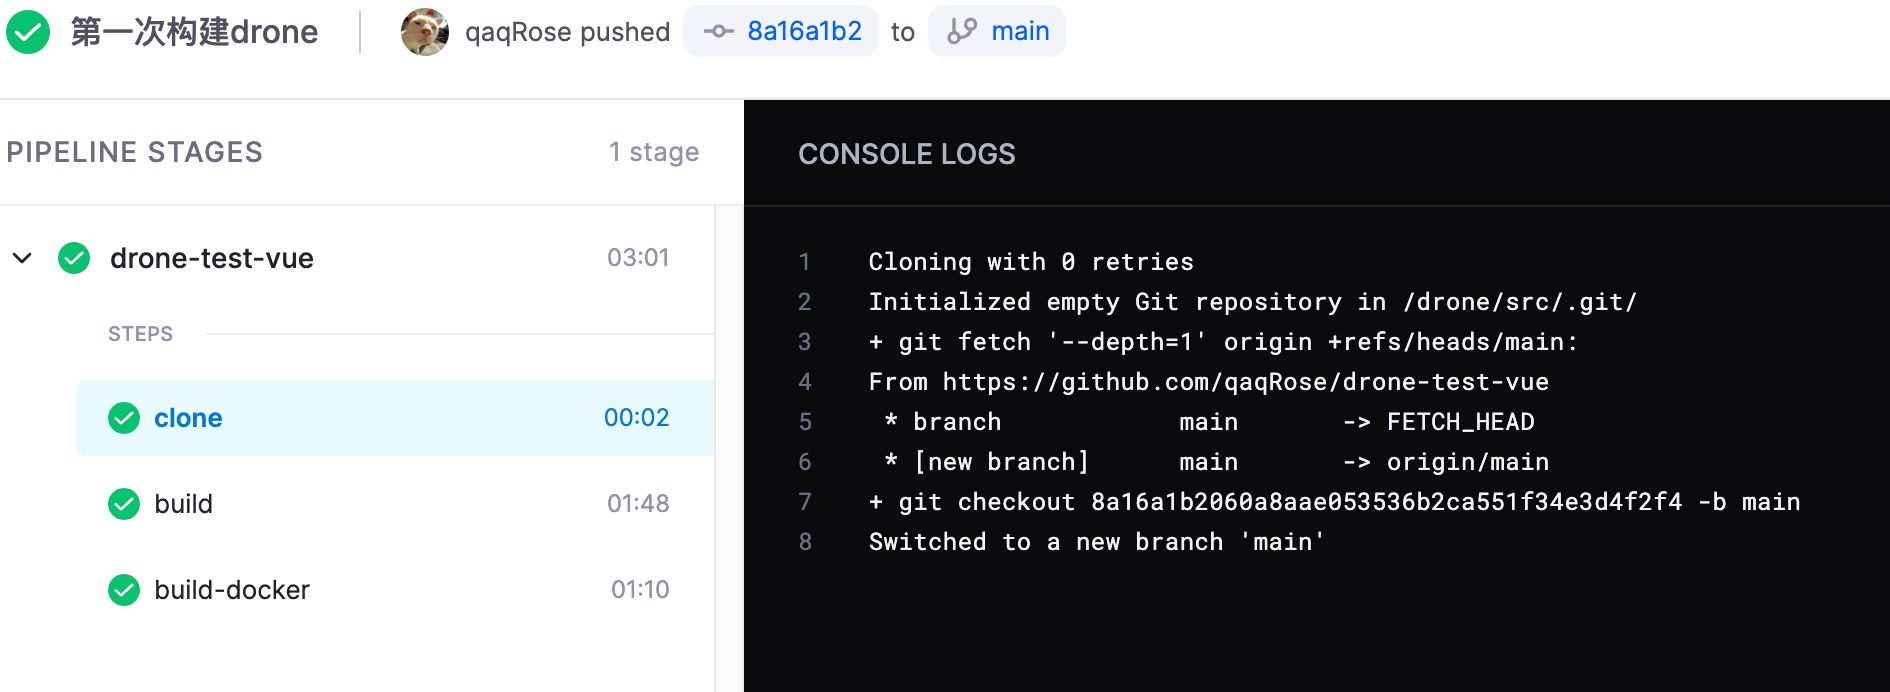 第一次构建drone
qaqRose pushed 8a16a1b2 to main
PIPELINE STAGES 1 stage
drone-test-vue 03:01
STEPS
clone 00:02
build 01:48
build-docker 01:10
CONSOLE LOGS
1 Cloning with 0 retries
2 Initialized empty Git repository in /drone/src/.git/
3 + git fetch '--depth=1' origin +refs/heads/main:
4 From https://github.com/qaqRose/drone-test-vue
5  * branch            main       -> FETCH_HEAD
6  * [new branch]      main       -> origin/main
7 + git checkout 8a16a1b2060a8aae053536b2ca551f34e3d4f2f4 -b main
8 Switched to a new branch 'main'